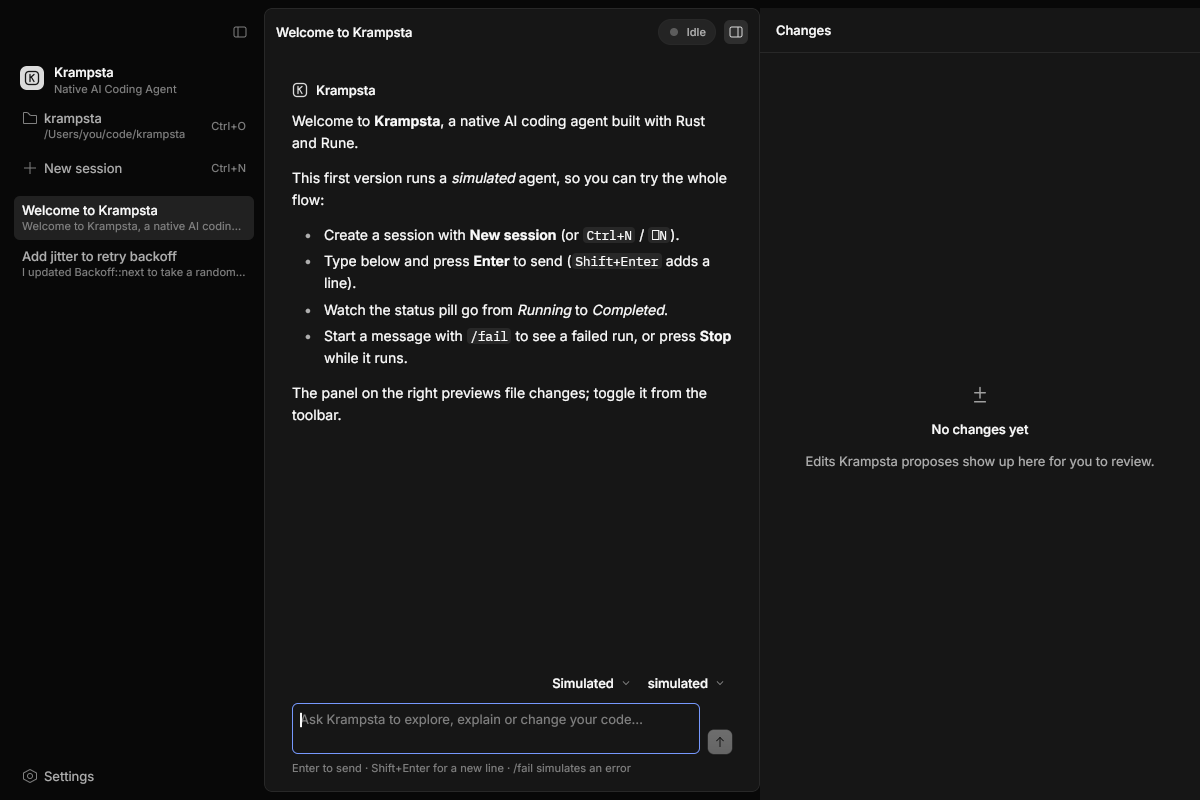 Krampsta
Native AI Coding Agent
krampsta
/Users/you/code/krampsta
Ctrl+O
New session
Ctrl+N
Welcome to Krampsta
Welcome to Krampsta, a native AI codin...
Add jitter to retry backoff
I updated Backoff::next to take a random...
Settings
Welcome to Krampsta
Idle
Krampsta
Welcome to Krampsta, a native AI coding agent built with Rust
and Rune.
This first version runs a simulated agent, so you can try the whole
flow:
• Create a session with New session (or Ctrl+N / N).
• Type below and press Enter to send ( Shift+Enter adds a
line).
• Watch the status pill go from Running to Completed.
• Start a message with /fail to see a failed run, or press Stop
while it runs.
The panel on the right previews file changes; toggle it from the
toolbar.
Simulated
simulated
Ask Krampsta to explore, explain or change your code...
Enter to send · Shift+Enter for a new line · /fail simulates an error
Changes
No changes yet
Edits Krampsta proposes show up here for you to review.